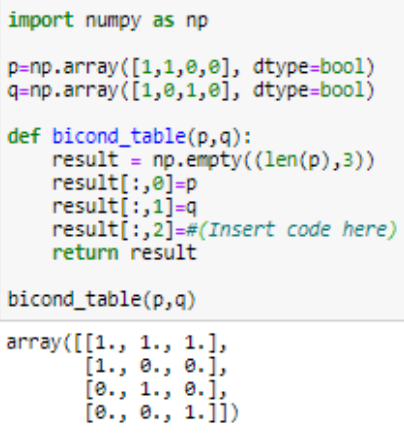 import numpy as np
p=np.array([1,1,0,0], dtype=bool)
q=np.array([1,0,1,0], dtype=bool)
def bicond_table(p,q):
    result = np.empty((len(p),3))
    result[:,0]=p
    result[:,1]=q
    result[:,2]=#(Insert code here)
    return result
bicond_table(p,q)
array([[1., 1., 1.],
       [1., 0., 0.],
       [0., 1., 0.],
       [0., 0., 1.]])